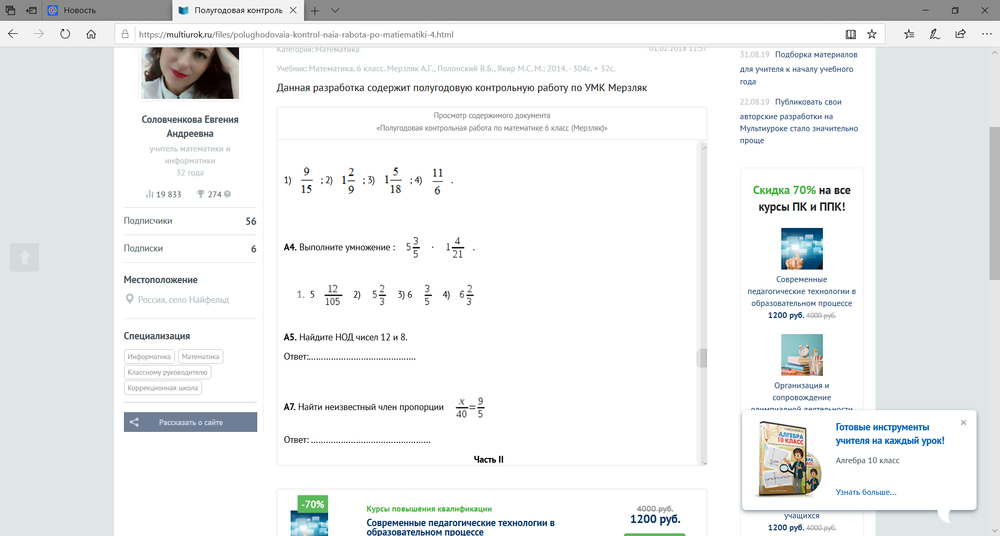 Новость
Полугодовая контроль
https://multiurok.ru/files/polughodovaia-kontrol-naia-rabota-po-matiematiki-4.html
Соловченкова Евгения
Андреевна
учитель математики и
информатики
32 года
19 833 274
Подписчики 56
Подписки 6
Местоположение
Россия, село Найфельд
Специализация
Информатика Математика
Классному руководителю
Коррекционная школа
Рассказать о сайте
Категория: Математика 01.02.2018 11:57
Учебник: Математика. 6 класс. Мерзляк А.Г., Полонский В.Б., Якир М.С. М.: 2014. - 304с. + 32с.
Данная разработка содержит полугодовую контрольную работу по УМК Мерзляк
Просмотр содержимого документа
«Полугодовая контрольная работа по математике 6 класс (Мерзляк)»
1) 9/15 ; 2) 1 2/9 ; 3) 1 5/18 ; 4) 11/6 .
А4. Выполните умножение : 5 3/5 · 1 4/21 .
1. 5 12/105 2) 5 2/3 3) 6 3/5 4) 6 2/3
А5. Найдите НОД чисел 12 и 8.
Ответ:…………………………………….
А7. Найти неизвестный член пропорции x/40=9/5
Ответ: …………………………………………
Часть II
-70%
Курсы повышения квалификации
Современные педагогические технологии в
образовательном процессе
4000 руб.
1200 руб.
31.08.19 Подборка материалов
для учителя к началу учебного
года
22.08.19 Публиковать свои
авторские разработки на
Мультиуроке стало значительно
проще
Скидка 70% на все
курсы ПК и ППК!
Современные
педагогические технологии в
образовательном процессе
1200 руб. 4000 руб.
Организация и
сопровождение
олимпиадной деятельности
учащихся
1200 руб. 4000 руб.
VIDEOUROKI
АЛГЕБРА
10 КЛАСС
Готовые инструменты
учителя на каждый урок!
Алгебра 10 класс
Узнать больше...